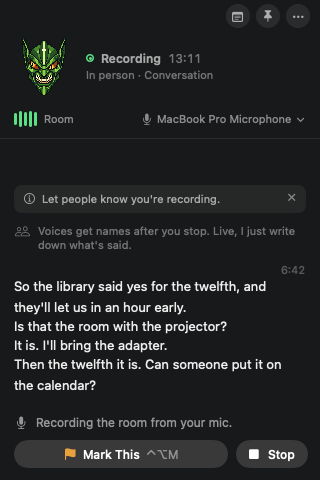 Recording 13:11
In person · Conversation
Room
MacBook Pro Microphone
Let people know you're recording.
Voices get names after you stop. Live, I just write
down what's said.
6:42
So the library said yes for the twelfth, and
they'll let us in an hour early.
Is that the room with the projector?
It is. I'll bring the adapter.
Then the twelfth it is. Can someone put it on
the calendar?
Recording the room from your mic.
Mark This ⌃⌥M
Stop